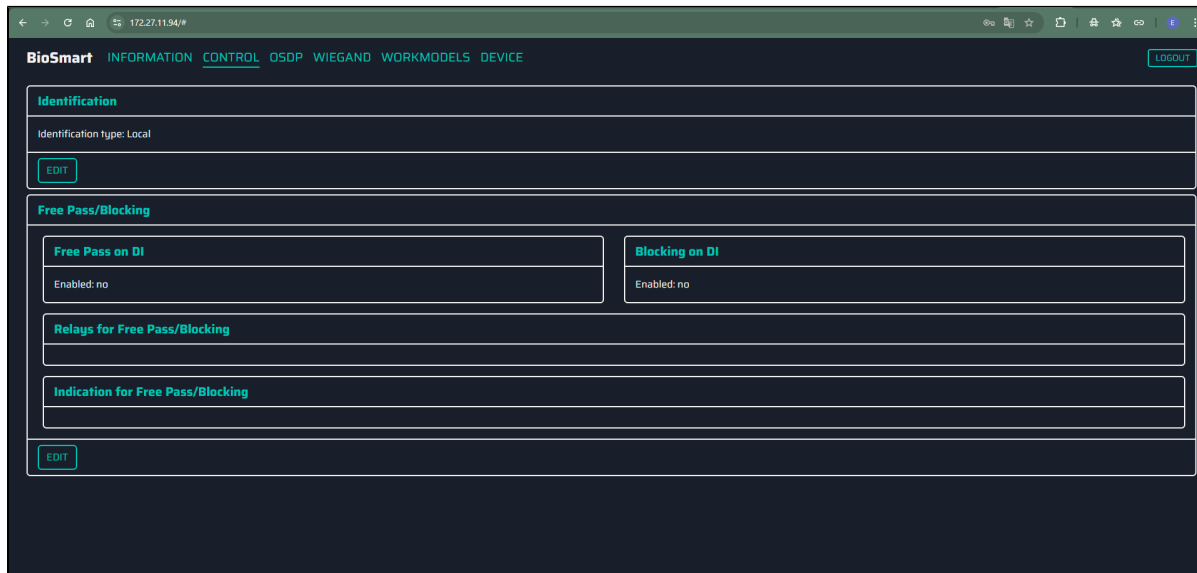 172.27.11.94/#
E
BioSmart INFORMATION CONTROL OSDP WIEGAND WORKMODELS DEVICE LOGOUT
Identification
Identification type: Local
EDIT
Free Pass/Blocking
Free Pass on DI
Enabled: no
Blocking on DI
Enabled: no
Relays for Free Pass/Blocking
Indication for Free Pass/Blocking
EDIT